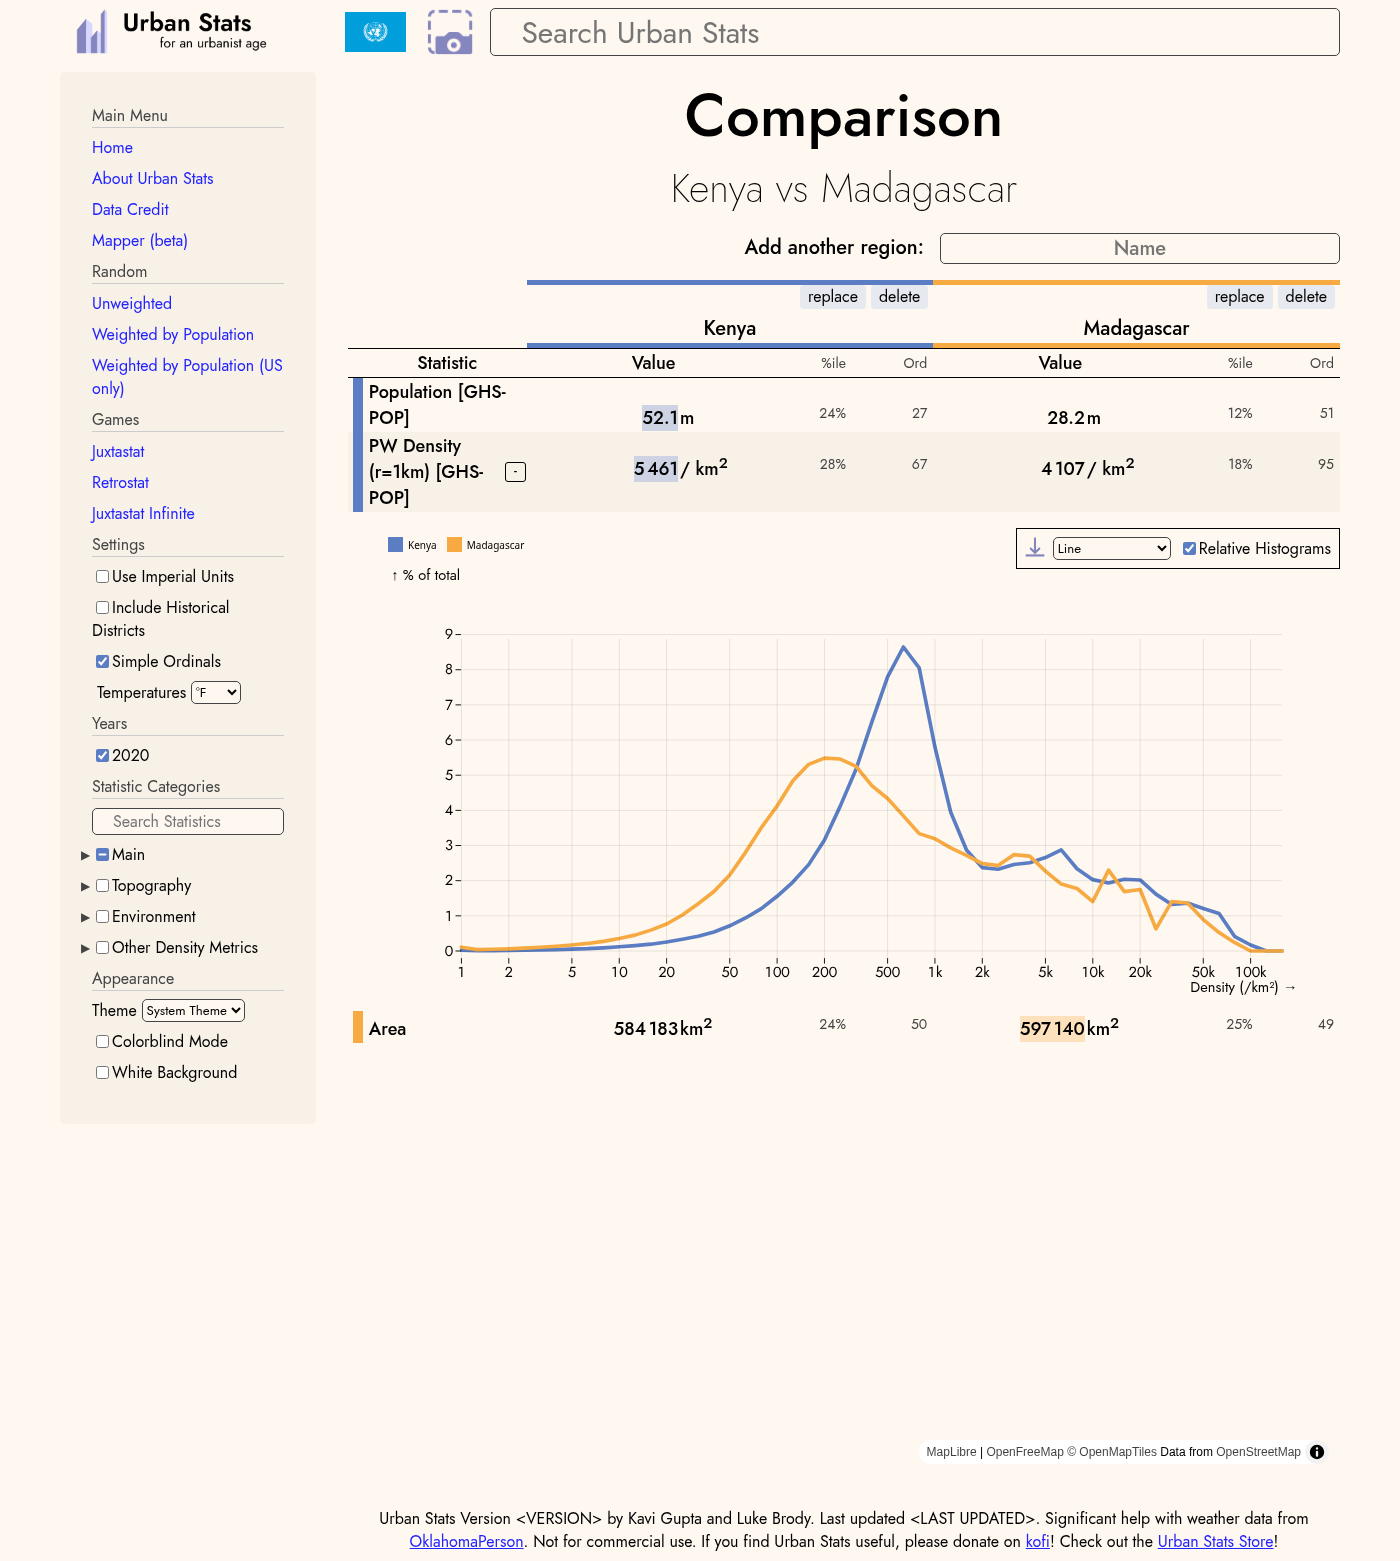 Urban Stats
for an urbanist age
Search Urban Stats
Main Menu
Home
About Urban Stats
Data Credit
Mapper (beta)
Random
Unweighted
Weighted by Population
Weighted by Population (US
only)
Games
Juxtastat
Retrostat
Juxtastat Infinite
Settings
Use Imperial Units
Include Historical
Districts
Simple Ordinals
Temperatures °F
Years
2020
Statistic Categories
Search Statistics
Main
Topography
Environment
Other Density Metrics
Appearance
Theme System Theme
Colorblind Mode
White Background
Comparison
Kenya vs Madagascar
Add another region: Name
replace delete replace delete
Kenya Madagascar
Statistic Value %ile Ord Value %ile Ord
Population [GHS-
POP] 52.1m 24% 27 28.2m 12% 51
PW Density
(r=1km) [GHS- - 5 461/ km² 28% 67 4 107/ km² 18% 95
POP]
Kenya Madagascar
Line Relative Histograms
↑ % of total
9
8
7
6
5
4
3
2
1
0
1 2 5 10 20 50 100 200 500 1k 2k 5k 10k 20k 50k 100k
Density (/km²) →
Area 584 183km² 24% 50 597 140km² 25% 49
MapLibre | OpenFreeMap © OpenMapTiles Data from OpenStreetMap
Urban Stats Version <VERSION> by Kavi Gupta and Luke Brody. Last updated <LAST UPDATED>. Significant help with weather data from
OklahomaPerson. Not for commercial use. If you find Urban Stats useful, please donate on kofi! Check out the Urban Stats Store!